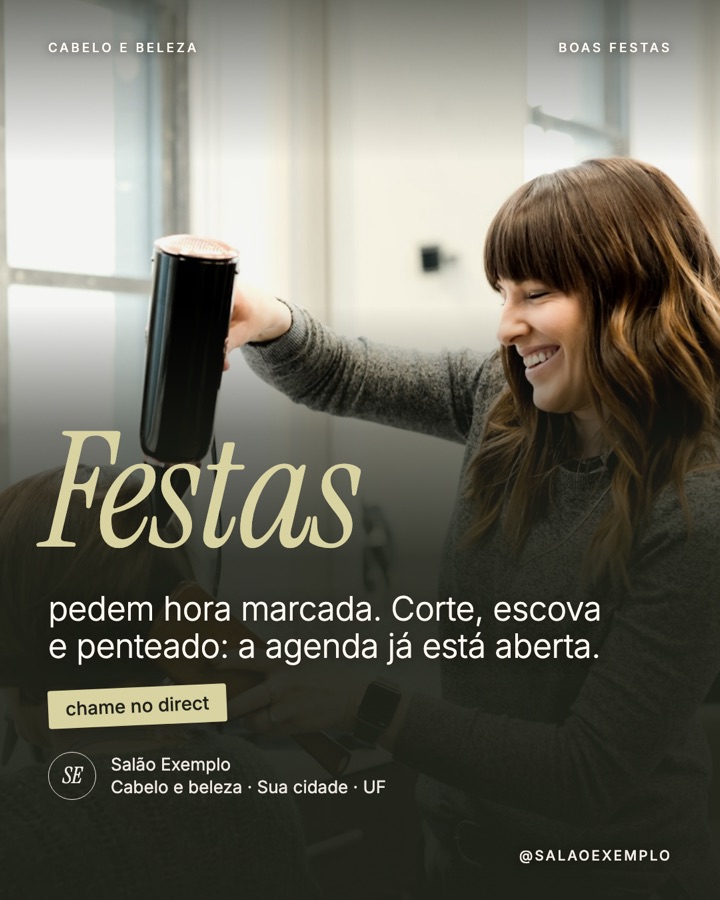 CABELO E BELEZA
BOAS FESTAS
Festas
pedem hora marcada. Corte, escova
e penteado: a agenda já está aberta.
chame no direct
SE
Salão Exemplo
Cabelo e beleza · Sua cidade · UF
@SALAOEXEMPLO